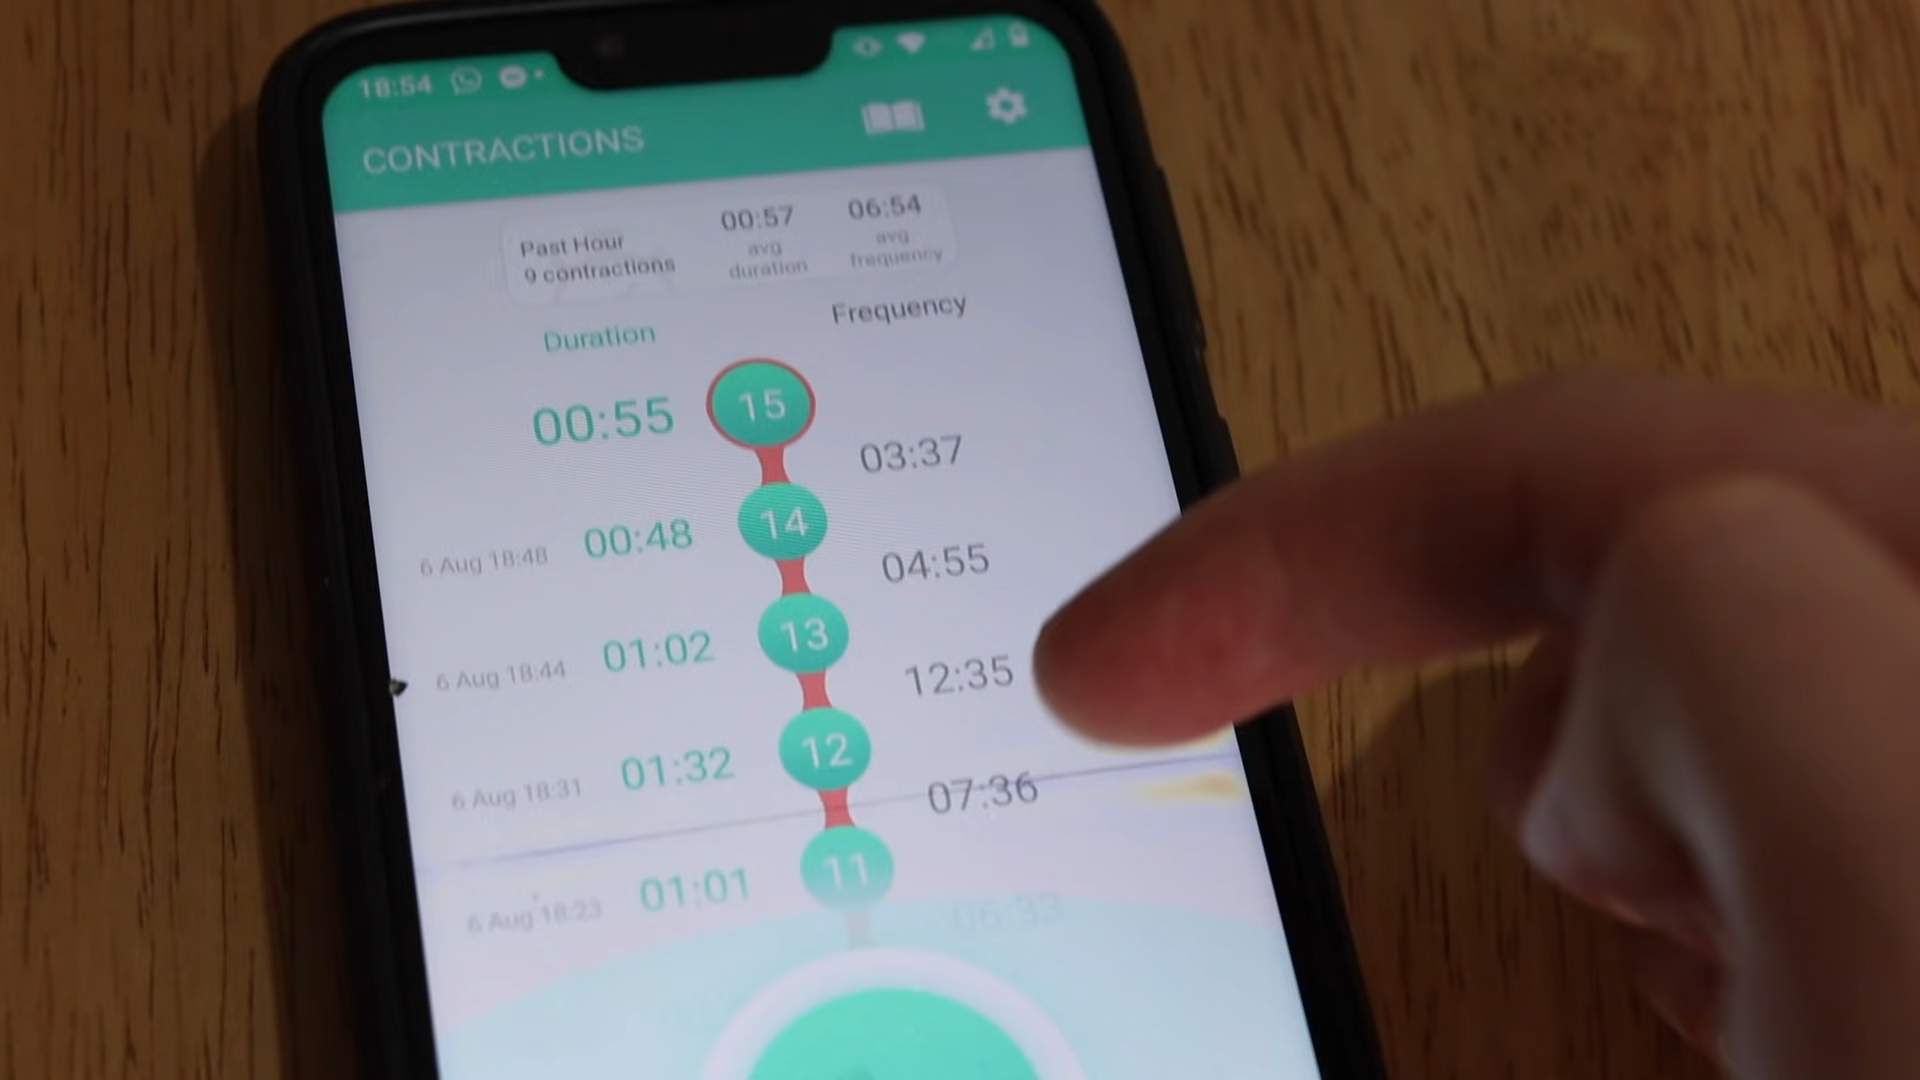 18:54
CONTRACTIONS
Past Hour
9 contractions
00:57
avg
duration
06:54
avg
frequency
Duration
Frequency
00:55
15
03:37
6 Aug 18:48
00:48
14
04:55
6 Aug 18:44
01:02
13
12:35
6 Aug 18:31
01:32
12
07:36
6 Aug 18:23
01:01
11
06:33